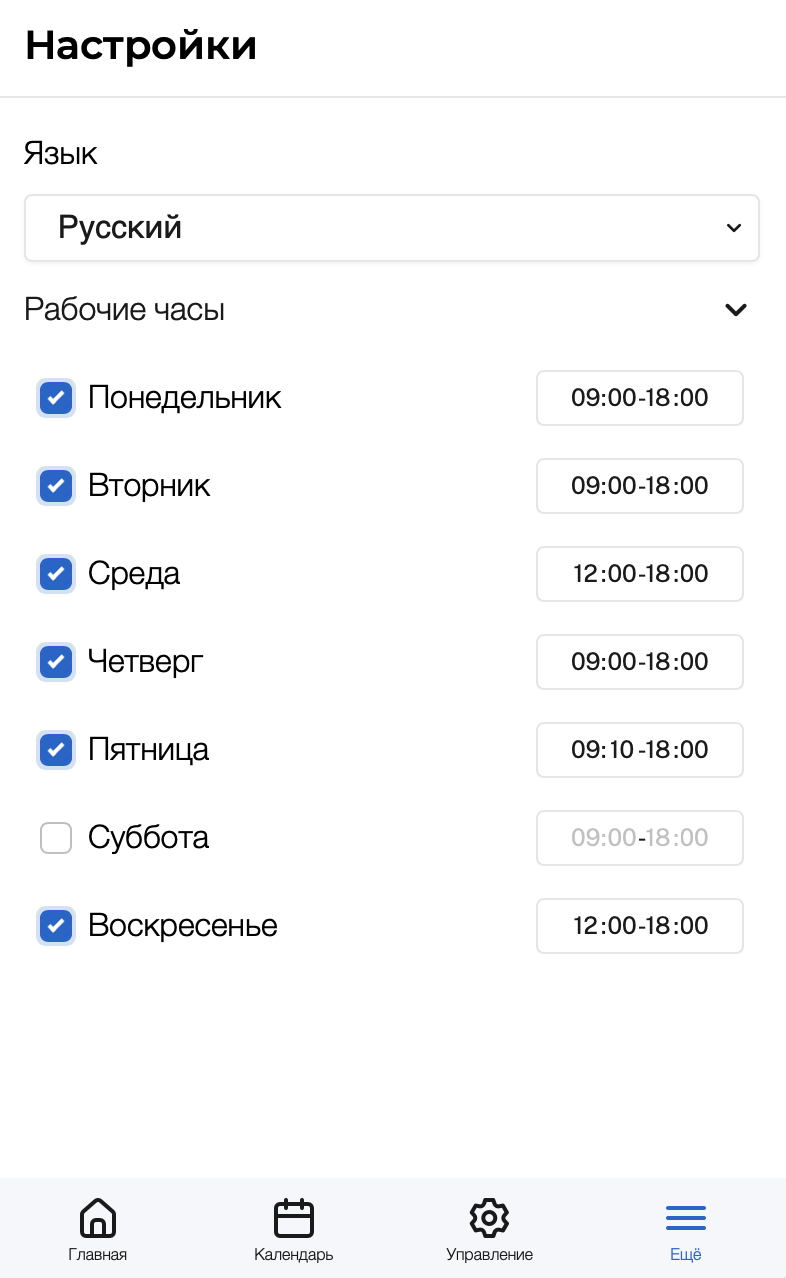 Настройки
Язык
Русский
Рабочие часы
Понедельник 09:00-18:00
Вторник 09:00-18:00
Среда 12:00-18:00
Четверг 09:00-18:00
Пятница 09:10-18:00
Суббота 09:00-18:00
Воскресенье 12:00-18:00
Главная Календарь Управление Ещё